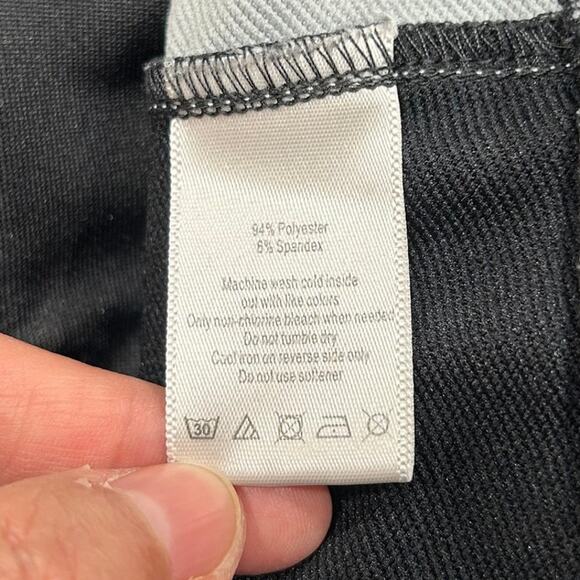 94% Polyester
6% Spandex
Machine wash cold inside
out with like colors
Only non-chlorine bleach when needed
Do not tumble dry
Cool iron on reverse side only
Do not use softener
30